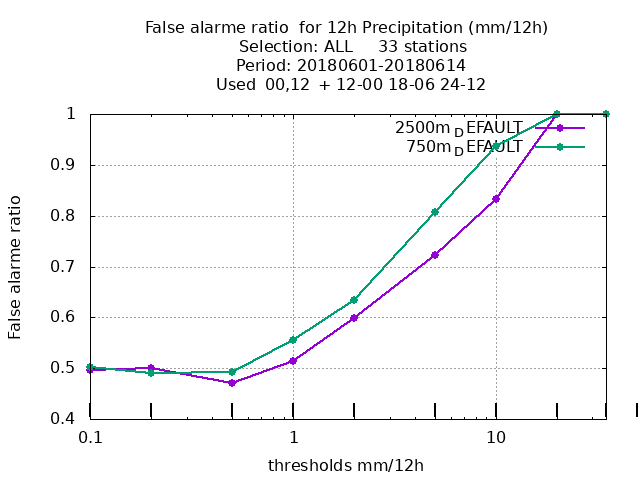 False alarme ratio  for 12h Precipitation (mm/12h)
Selection: ALL     33 stations
Period: 20180601-20180614
Used  00,12  + 12-00 18-06 24-12
1
0.9
0.8
0.7
0.6
0.5
0.4
0.1
1
10
2500m_DEFAULT
750m_DEFAULT
False alarme ratio
thresholds mm/12h